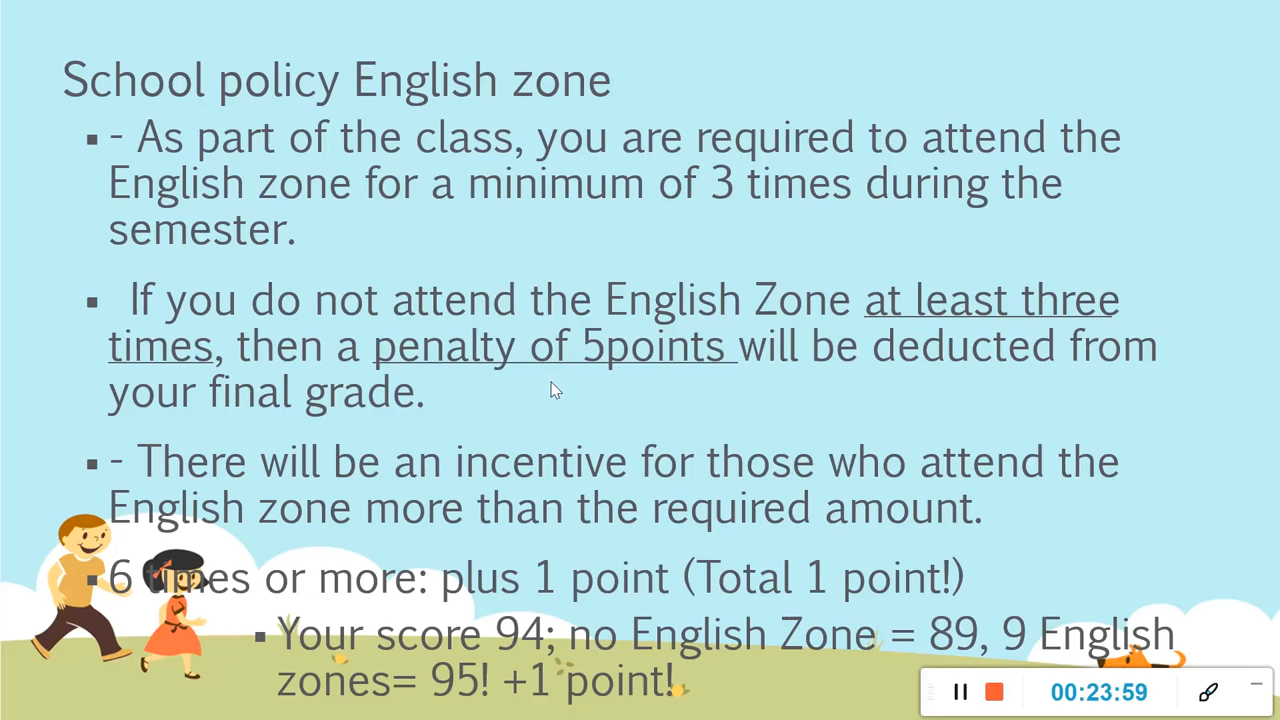 School policy English zone
- As part of the class, you are required to attend the
English zone for a minimum of 3 times during the
semester.
If you do not attend the English Zone at least three
times, then a penalty of 5points will be deducted from
your final grade.
- There will be an incentive for those who attend the
English zone more than the required amount.
6 times or more: plus 1 point (Total 1 point!)
Your score 94; no English Zone = 89, 9 English
zones= 95! +1 point!
00:23:59